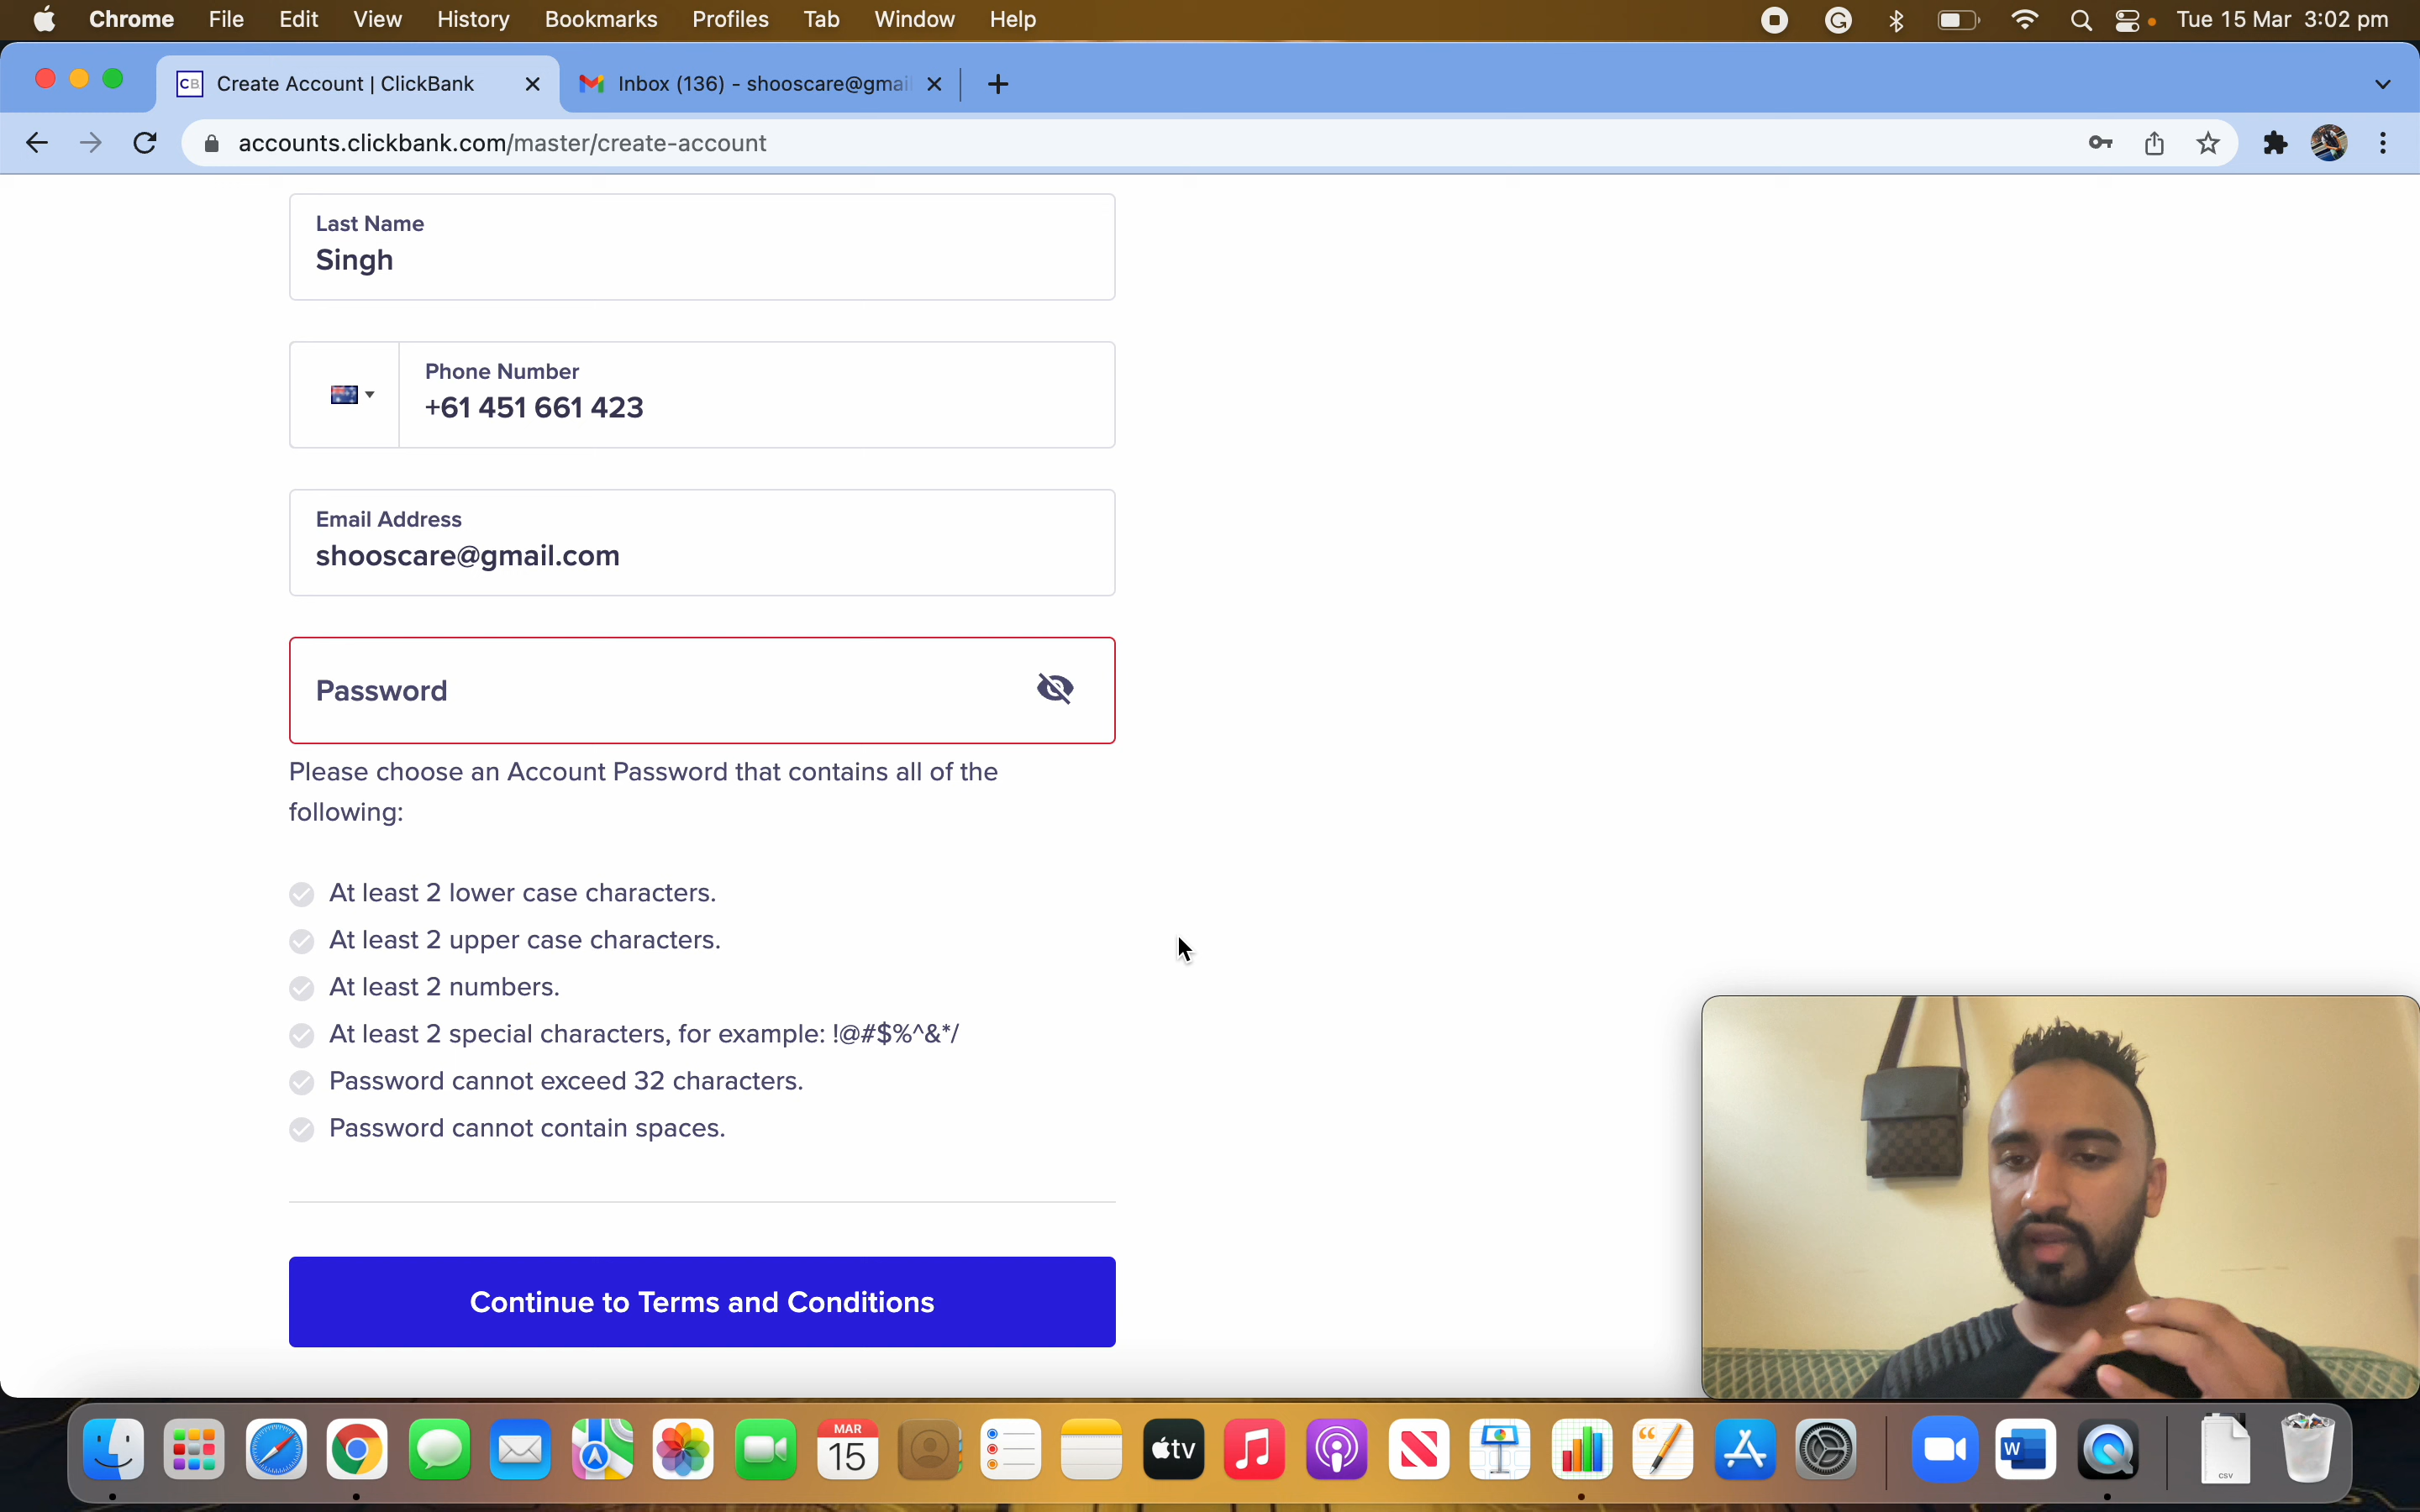 Chrome File Edit View History Bookmarks Profiles Tab Window Help Tue 15 Mar 3:02 pm
CB Create Account | ClickBank Inbox (136) - shooscare@gmai
accounts.clickbank.com/master/create-account
Last Name
Singh
Phone Number
+61 451 661 423
Email Address
shooscare@gmail.com
Password
Please choose an Account Password that contains all of the
following:
At least 2 lower case characters.
At least 2 upper case characters.
At least 2 numbers.
At least 2 special characters, for example: !@#$%^&*/
Password cannot exceed 32 characters.
Password cannot contain spaces.
Continue to Terms and Conditions
MAR
15
tv
W
CSV